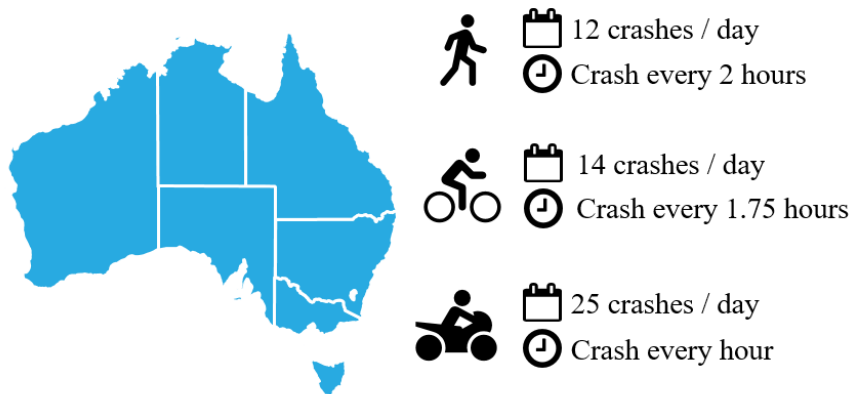 12 crashes / day
Crash every 2 hours
14 crashes / day
Crash every 1.75 hours
25 crashes / day
Crash every hour